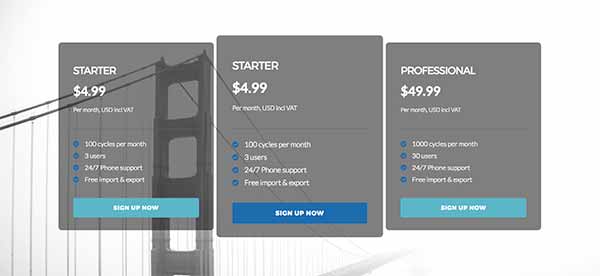 STARTER
$4.99
Per month, USD incl VAT
100 cycles per month
3 users
24/7 Phone support
Free import & export
SIGN UP NOW
STARTER
$4.99
Per month, USD incl VAT
100 cycles per month
3 users
24/7 Phone support
Free import & export
SIGN UP NOW
PROFESSIONAL
$49.99
Per month, USD incl VAT
1000 cycles per month
30 users
24/7 Phone support
Free import & export
SIGN UP NOW